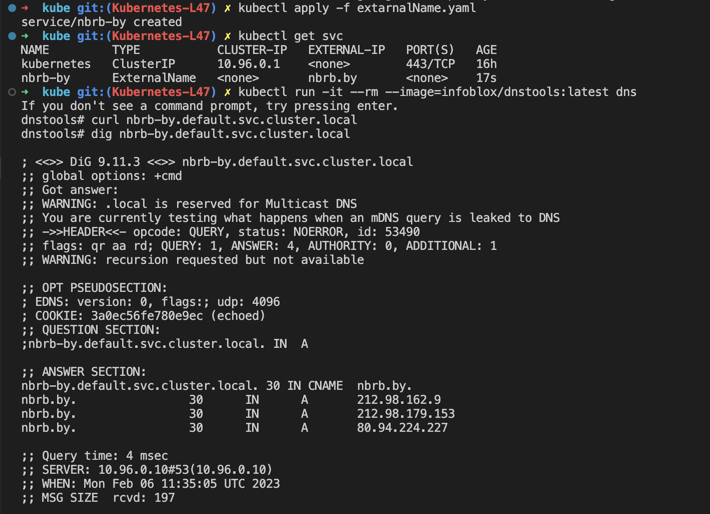 ➜ kube git:(Kubernetes-L47) ✗ kubectl apply -f extarnalName.yaml
service/nbrb-by created
➜ kube git:(Kubernetes-L47) ✗ kubectl get svc
NAME TYPE CLUSTER-IP EXTERNAL-IP PORT(S) AGE
kubernetes ClusterIP 10.96.0.1 <none> 443/TCP 16h
nbrb-by ExternalName <none> nbrb.by <none> 17s
➜ kube git:(Kubernetes-L47) ✗ kubectl run -it --rm --image=infoblox/dnstools:latest dns
If you don't see a command prompt, try pressing enter.
dnstools# curl nbrb-by.default.svc.cluster.local
dnstools# dig nbrb-by.default.svc.cluster.local

; <<>> DiG 9.11.3 <<>> nbrb-by.default.svc.cluster.local
;; global options: +cmd
;; Got answer:
;; WARNING: .local is reserved for Multicast DNS
;; You are currently testing what happens when an mDNS query is leaked to DNS
;; ->>HEADER<<- opcode: QUERY, status: NOERROR, id: 53490
;; flags: qr aa rd; QUERY: 1, ANSWER: 4, AUTHORITY: 0, ADDITIONAL: 1
;; WARNING: recursion requested but not available

;; OPT PSEUDOSECTION:
; EDNS: version: 0, flags:; udp: 4096
; COOKIE: 3a0ec56fe780e9ec (echoed)
;; QUESTION SECTION:
;nbrb-by.default.svc.cluster.local. IN A

;; ANSWER SECTION:
nbrb-by.default.svc.cluster.local. 30 IN CNAME nbrb.by.
nbrb.by. 30 IN A 212.98.162.9
nbrb.by. 30 IN A 212.98.179.153
nbrb.by. 30 IN A 80.94.224.227

;; Query time: 4 msec
;; SERVER: 10.96.0.10#53(10.96.0.10)
;; WHEN: Mon Feb 06 11:35:05 UTC 2023
;; MSG SIZE rcvd: 197